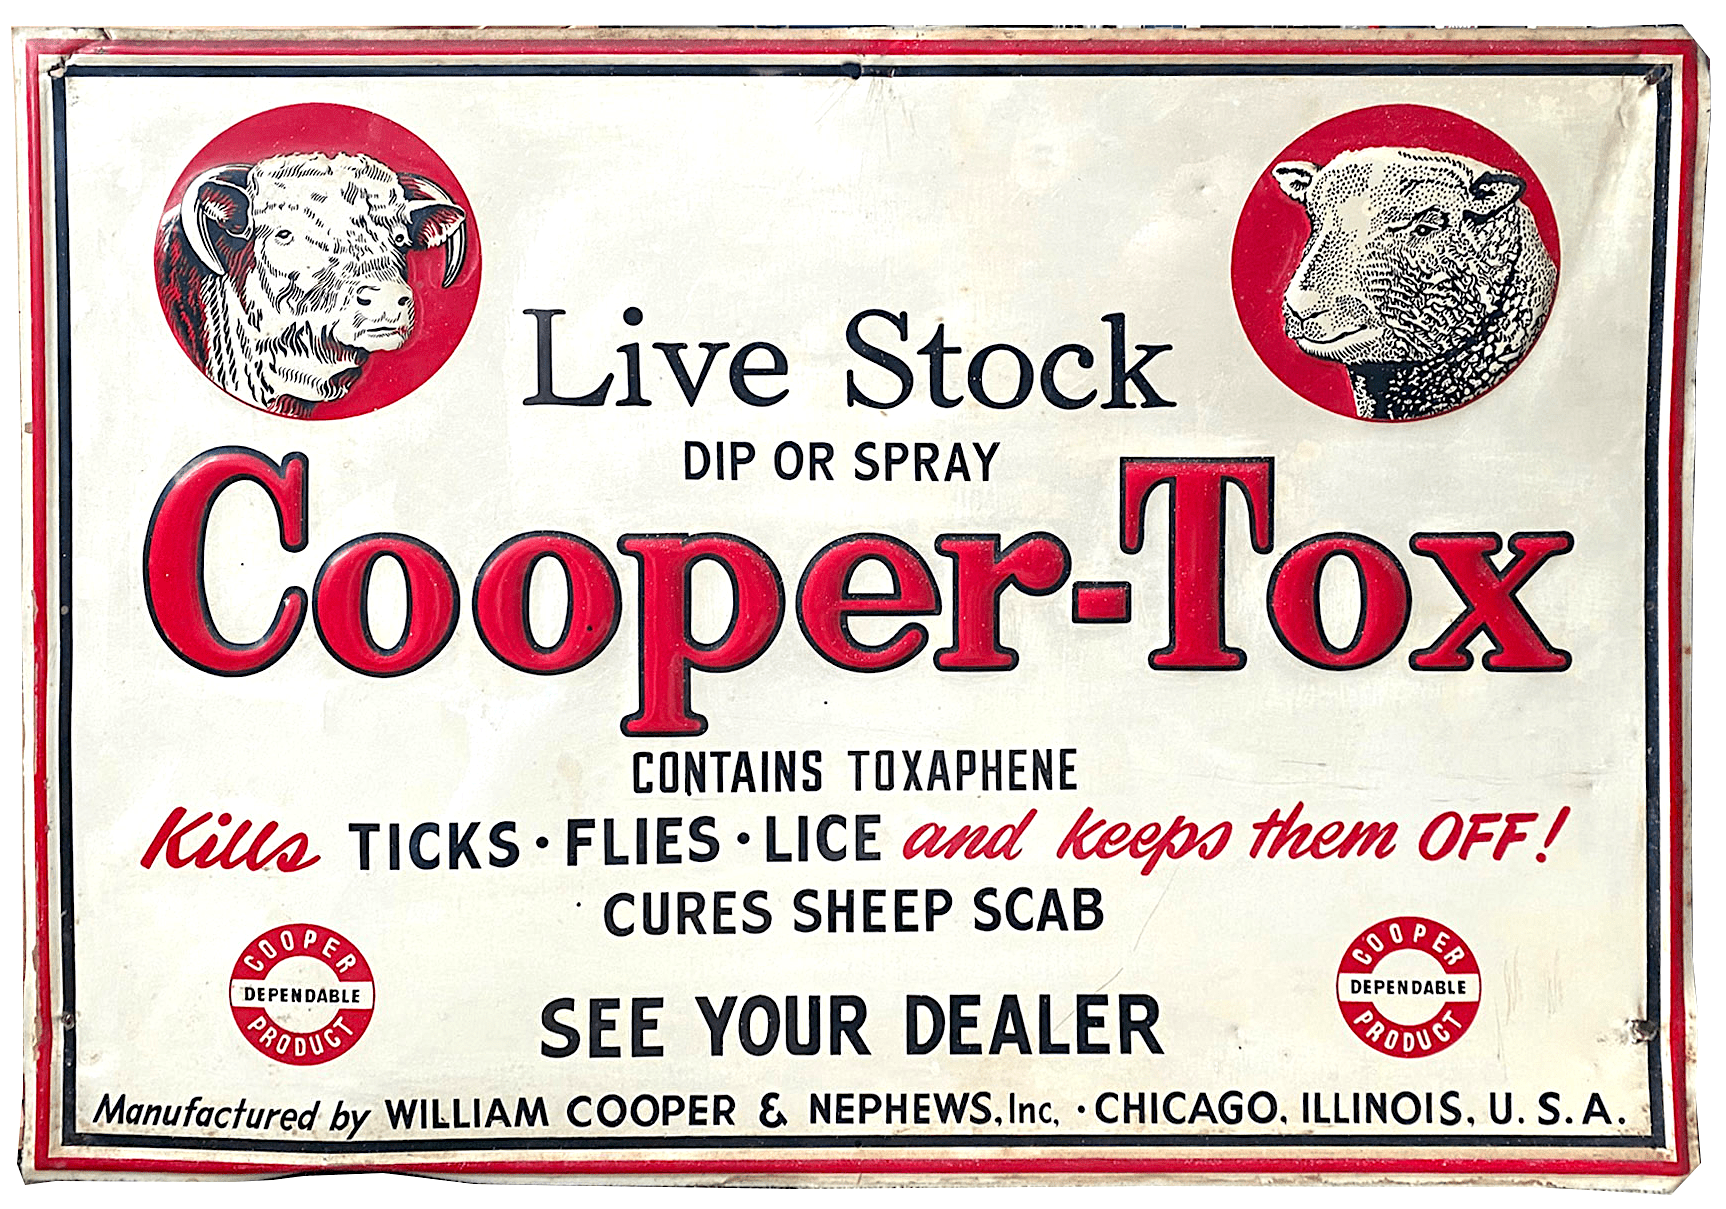 Live Stock
DIP OR SPRAY
Cooper-Tox
CONTAINS TOXAPHENE
Kills TICKS · FLIES · LICE and keeps them OFF!
CURES SHEEP SCAB
COOPER
DEPENDABLE
PRODUCT
COOPER
DEPENDABLE
PRODUCT
SEE YOUR DEALER
Manufactured by WILLIAM COOPER & NEPHEWS, Inc, · CHICAGO, ILLINOIS, U. S. A.